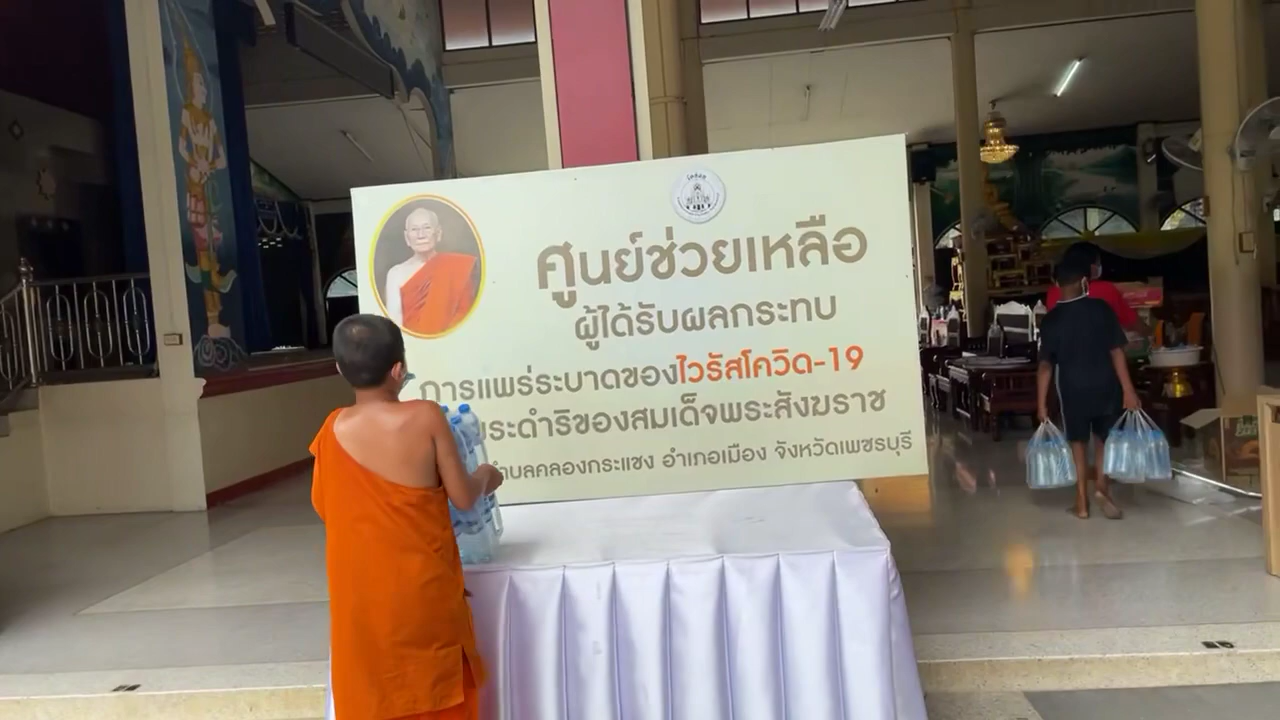 ศูนย์ช่วยเหลือ
ผู้ได้รับผลกระทบ
การแพร่ระบาดของไวรัสโควิด-19
พระดำริของสมเด็จพระสังฆราช
ตำบลคลองกระแชง อำเภอเมือง จังหวัดเพชรบุรี